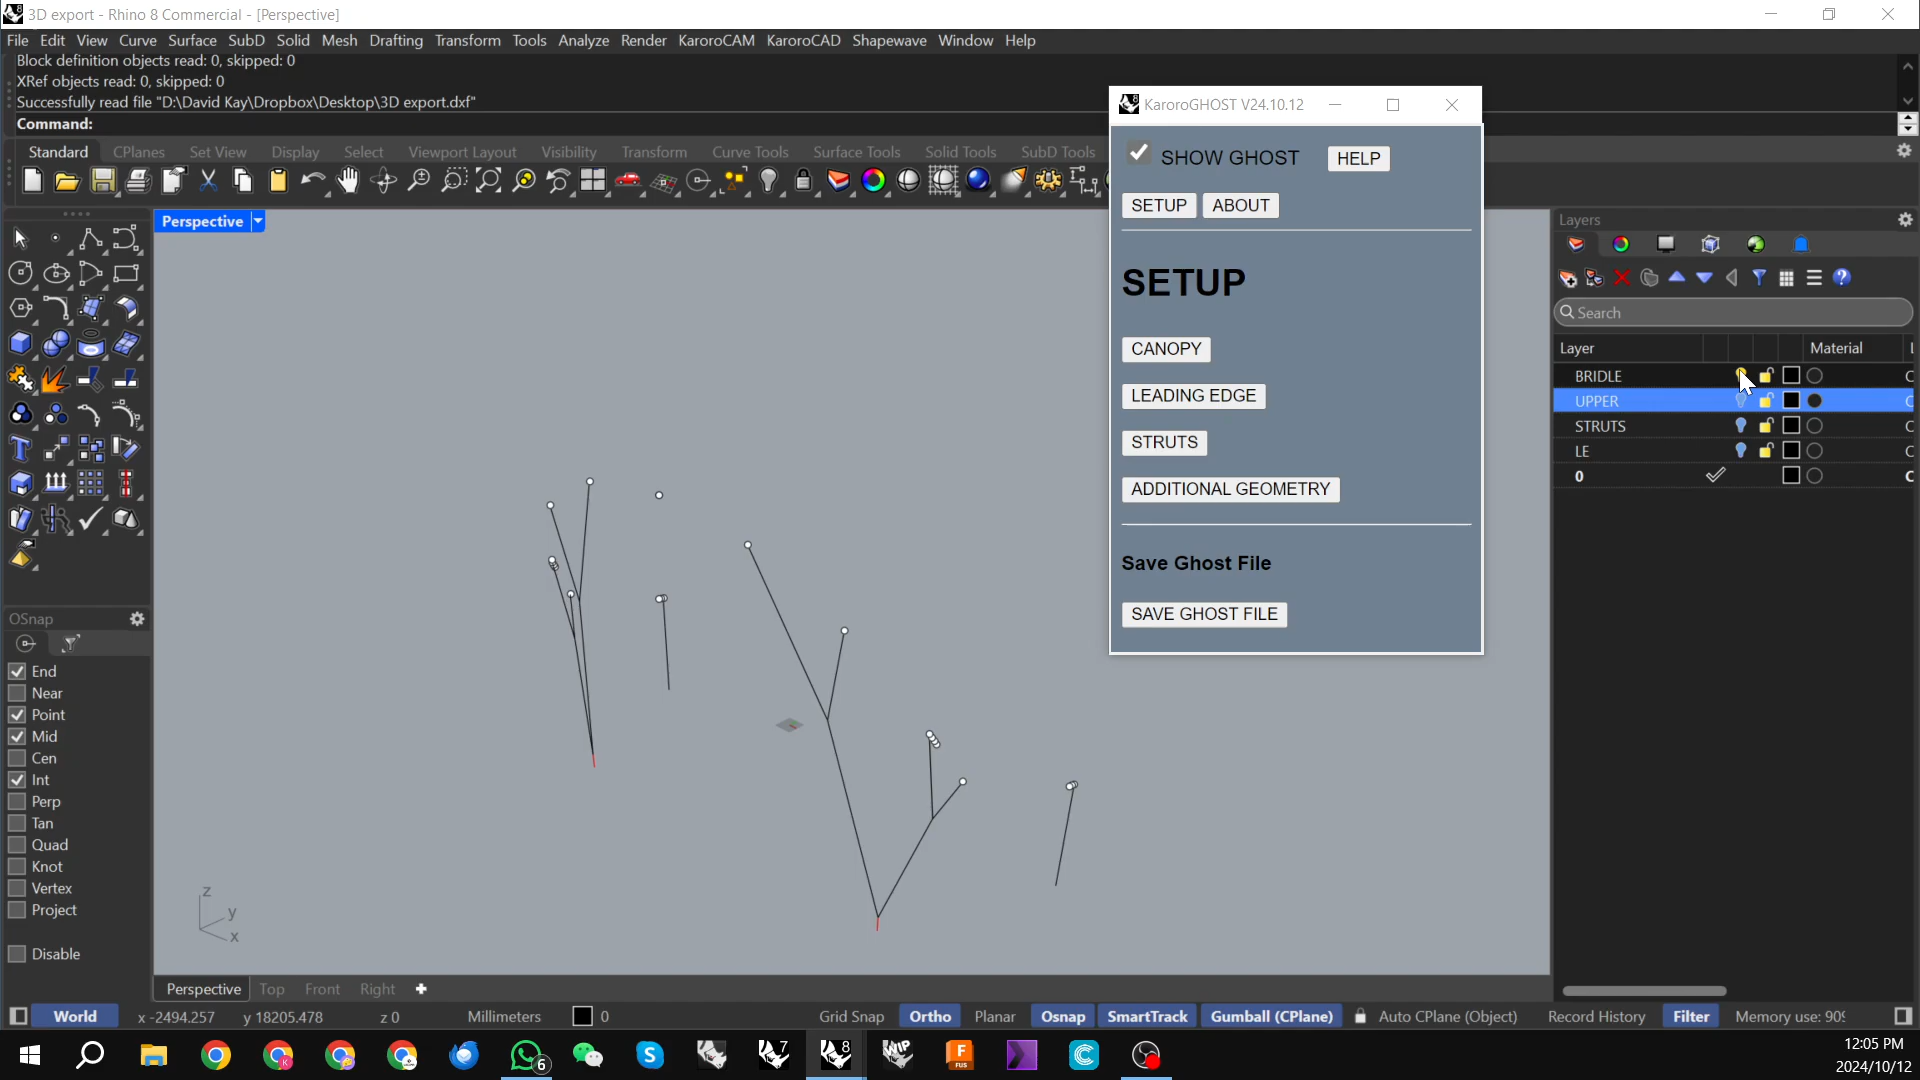 3D export - Rhino 8 Commercial - [Perspective]
File Edit View Curve Surface SubD Solid Mesh Drafting Transform Tools Analyze Render KaroroCAM KaroroCAD Shapewave Window Help
Block definition objects read: 0, skipped: 0
XRef objects read: 0, skipped: 0
Successfully read file "D:\David Kay\Dropbox\Desktop\3D export.dxf"
Command:
Standard CPlanes Set View Display Select Viewport Layout Visibility Transform Curve Tools Surface Tools Solid Tools SubD Tools
Perspective
KaroroGHOST V24.10.12
SHOW GHOST HELP
SETUP ABOUT
SETUP
CANOPY
LEADING EDGE
STRUTS
ADDITIONAL GEOMETRY
Save Ghost File
SAVE GHOST FILE
Layers
Search
Layer Material
BRIDLE
UPPER
STRUTS
LE
0
OSnap
End
Near
Point
Mid
Cen
Int
Perp
Tan
Quad
Knot
Vertex
Project
Disable
z
y
x
Perspective Top Front Right
World x -2494.257 y 18205.478 z 0 Millimeters 0 Grid Snap Ortho Planar Osnap SmartTrack Gumball (CPlane) Auto CPlane (Object) Record History Filter Memory use: 90
6
WIP
FUS
12:05 PM
2024/10/12